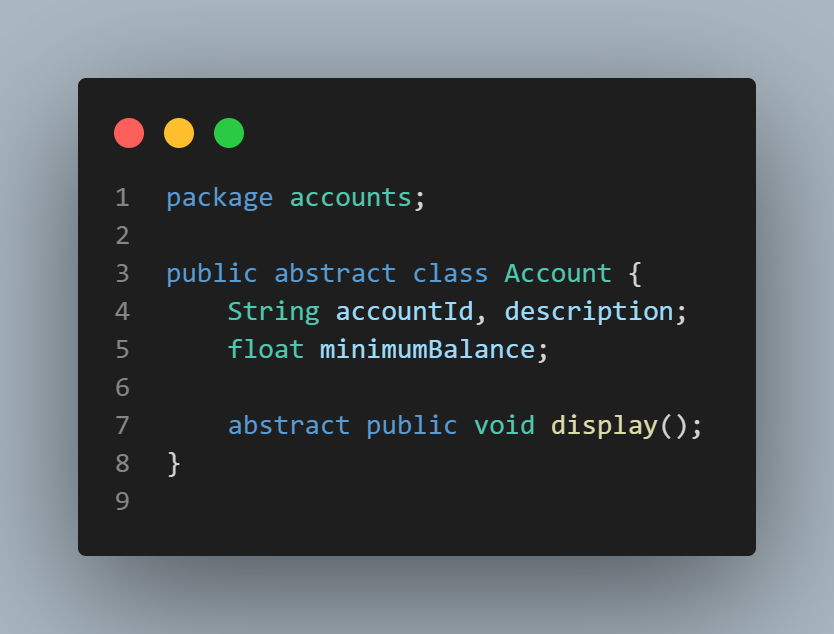 1 package accounts;
2
3 public abstract class Account {
4     String accountId, description;
5     float minimumBalance;
6
7     abstract public void display();
8 }
9